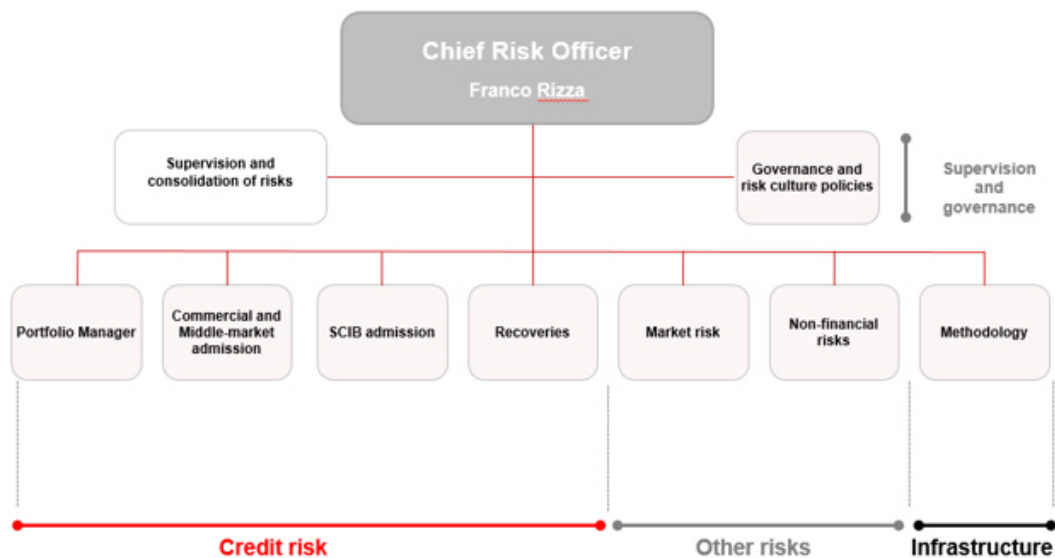 Chief Risk Officer
Franco Rizza
Supervision and
consolidation of risks
Governance and
risk culture policies
Supervision
and
governance
Portfolio Manager
Commercial and
Middle-market
admission
SCIB admission
Recoveries
Market risk
Non-financial
risks
Methodology
Credit risk
Other risks
Infrastructure